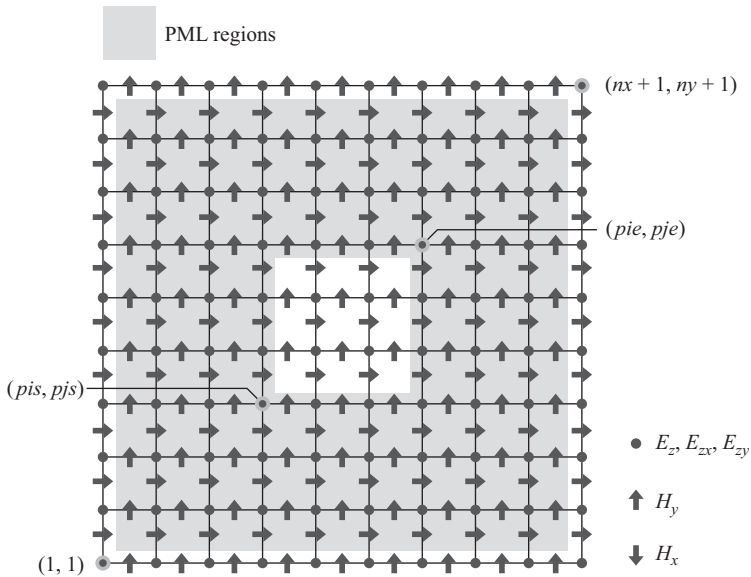 PML regions
(nx + 1, ny + 1)
(pie, pje)
(pis, pjs)
E_z, E_zx, E_zy
H_y
(1, 1)
H_x